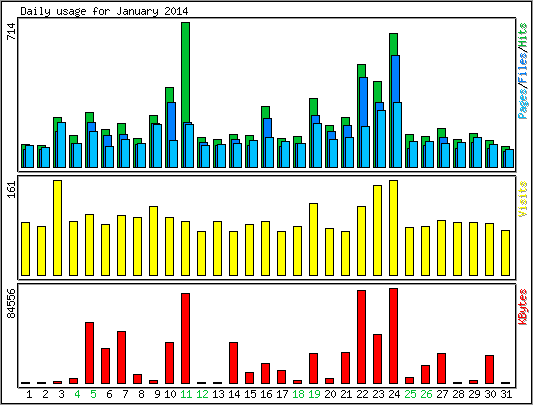 Daily usage for January 2014
714
Pages/Files/Hits
161
Visits
84556
KBytes
1 2 3 4 5 6 7 8 9 10 11 12 13 14 15 16 17 18 19 20 21 22 23 24 25 26 27 28 29 30 31